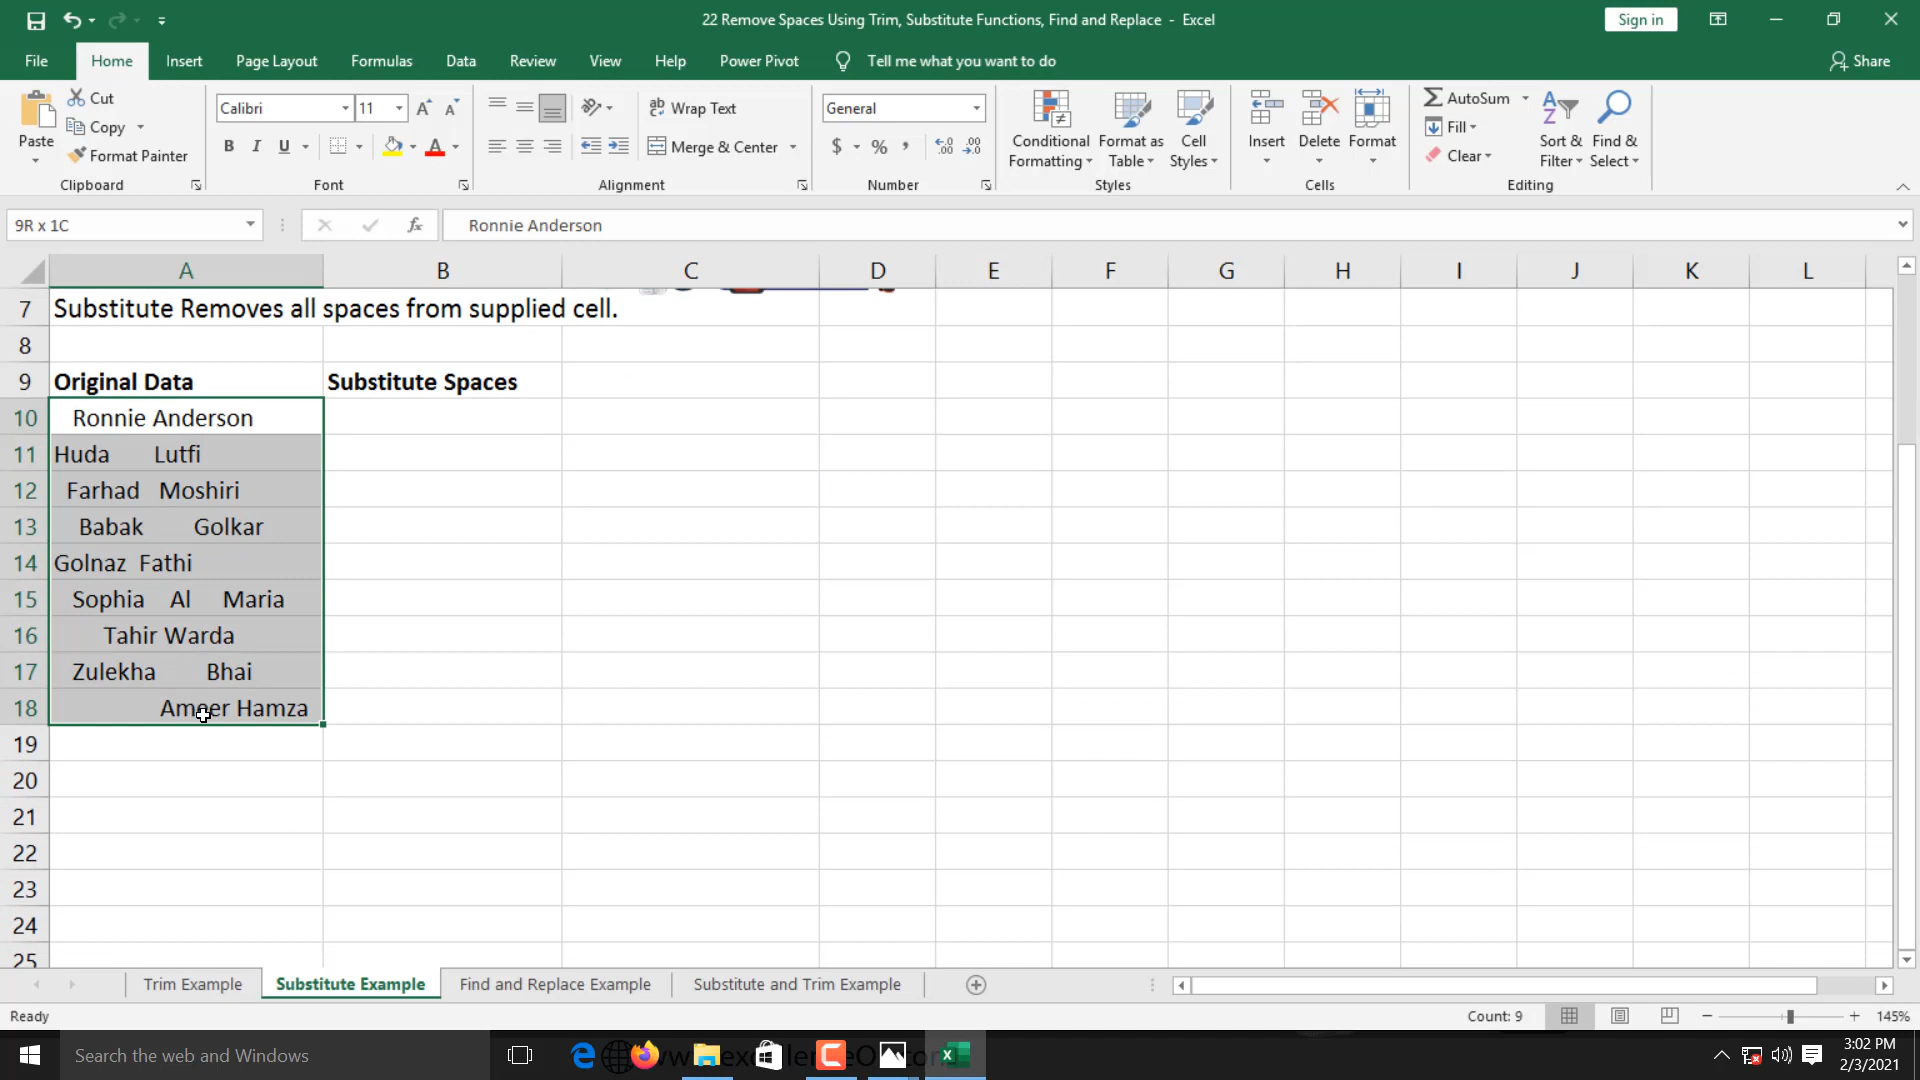 22 Remove Spaces Using Trim, Substitute Functions, Find and Replace - Excel
Sign in
File Home Insert Page Layout Formulas Data Review View Help Power Pivot Tell me what you want to do Share
Paste
Cut
Copy
Format Painter
Clipboard
Calibri 11
B I U
Font
ab Wrap Text
Merge & Center
Alignment
General
$ %
Number
Conditional Formatting
Format as Table
Cell Styles
Styles
Insert Delete Format
Cells
AutoSum
Fill
Clear
Sort & Filter
Find & Select
Editing
9R x 1C fx Ronnie Anderson
A B C D E F G H I J K L
7 Substitute Removes all spaces from supplied cell.
8
9 Original Data Substitute Spaces
10 Ronnie Anderson
11 Huda Lutfi
12 Farhad Moshiri
13 Babak Golkar
14 Golnaz Fathi
15 Sophia Al Maria
16 Tahir Warda
17 Zulekha Bhai
18 Ameer Hamza
19
20
21
22
23
24
25
Trim Example Substitute Example Find and Replace Example Substitute and Trim Example
Ready Count: 9 145%
Search the web and Windows
3:02 PM
2/3/2021